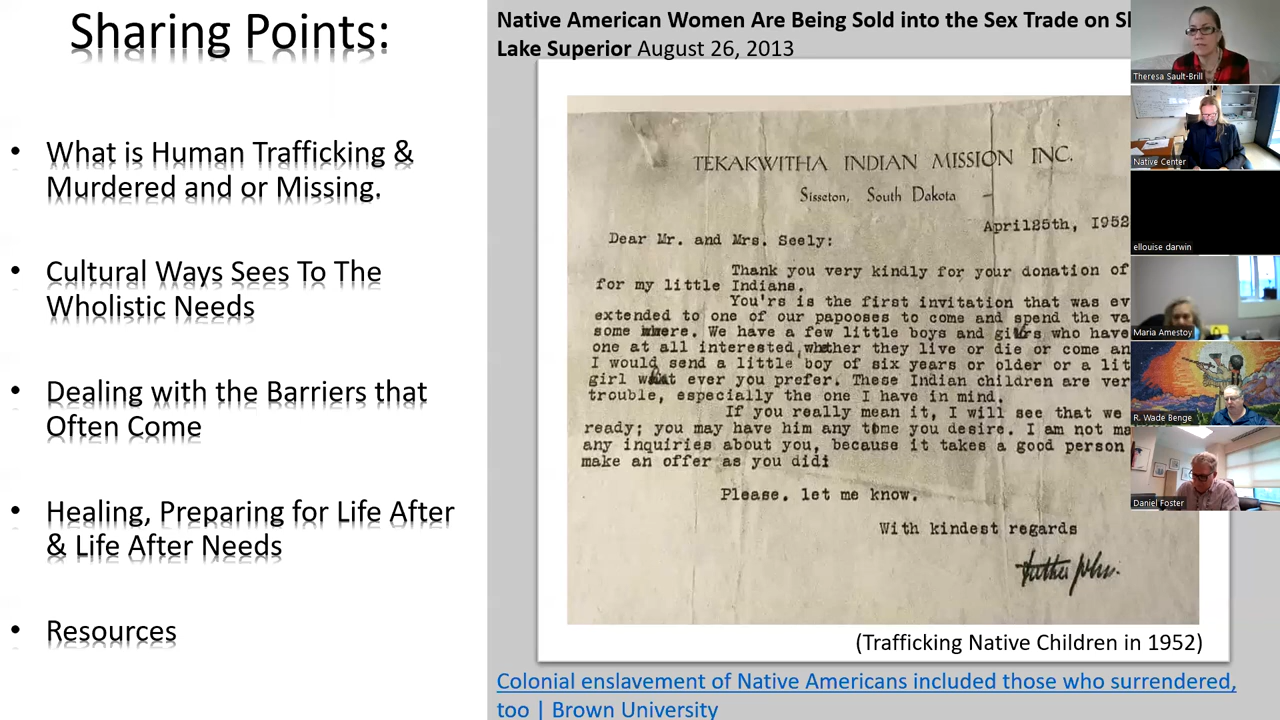 Sharing Points:
• What is Human Trafficking &
Murdered and or Missing.
• Cultural Ways Sees To The
Wholistic Needs
• Dealing with the Barriers that
Often Come
• Healing, Preparing for Life After
& Life After Needs
• Resources
Native American Women Are Being Sold into the Sex Trade on
Lake Superior August 26, 2013
TEKAKWITHA INDIAN MISSION INC.
Sisseton, South Dakota
April25th, 1952
Dear Mr. and Mrs. Seely:
Thank you very kindly for your donation of
for my little Indians.
You'rs is the first invitation that was ev
extended to one of our papooses to come and spend the va
some where. We have a few little boys and who have
one at all interested, whether they live or die or come an
I would send a little boy of six years or older or a lit
girl what ever you prefer. These Indian children are ver
trouble, especially the one I have in mind.
If you really mean it, I will see that we
ready; you may have him any time you desire. I am not ma
any inquiries about you, because it takes a good person
make an offer as you did:
Please. let me know.
With kindest regards
Father John.
(Trafficking Native Children in 1952)
Colonial enslavement of Native Americans included those who surrendered,
too | Brown University
Theresa Sault-Brill
Native Center
ellouise darwin
Maria Amestoy
R. Wade Benge
Daniel Foster